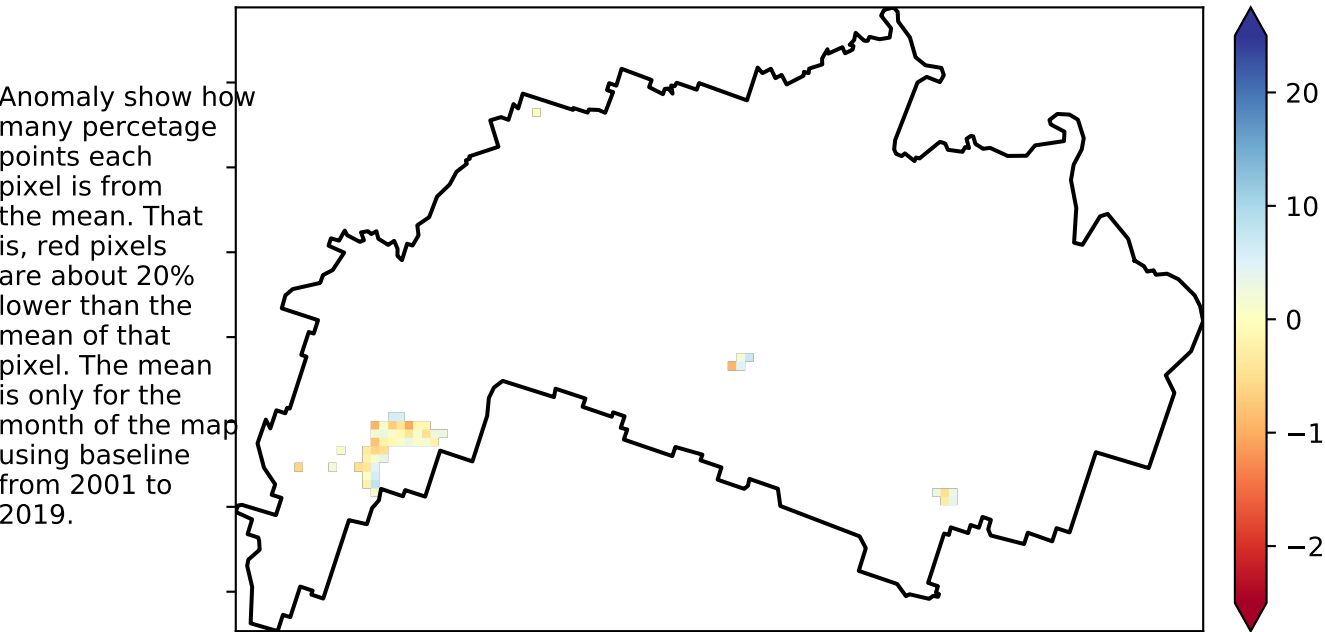 Anomaly show how
many percetage
points each
pixel is from
the mean. That
is, red pixels
are about 20%
lower than the
mean of that
pixel. The mean
is only for the
month of the map
using baseline
from 2001 to
2019.
20
10
0
−1
−2